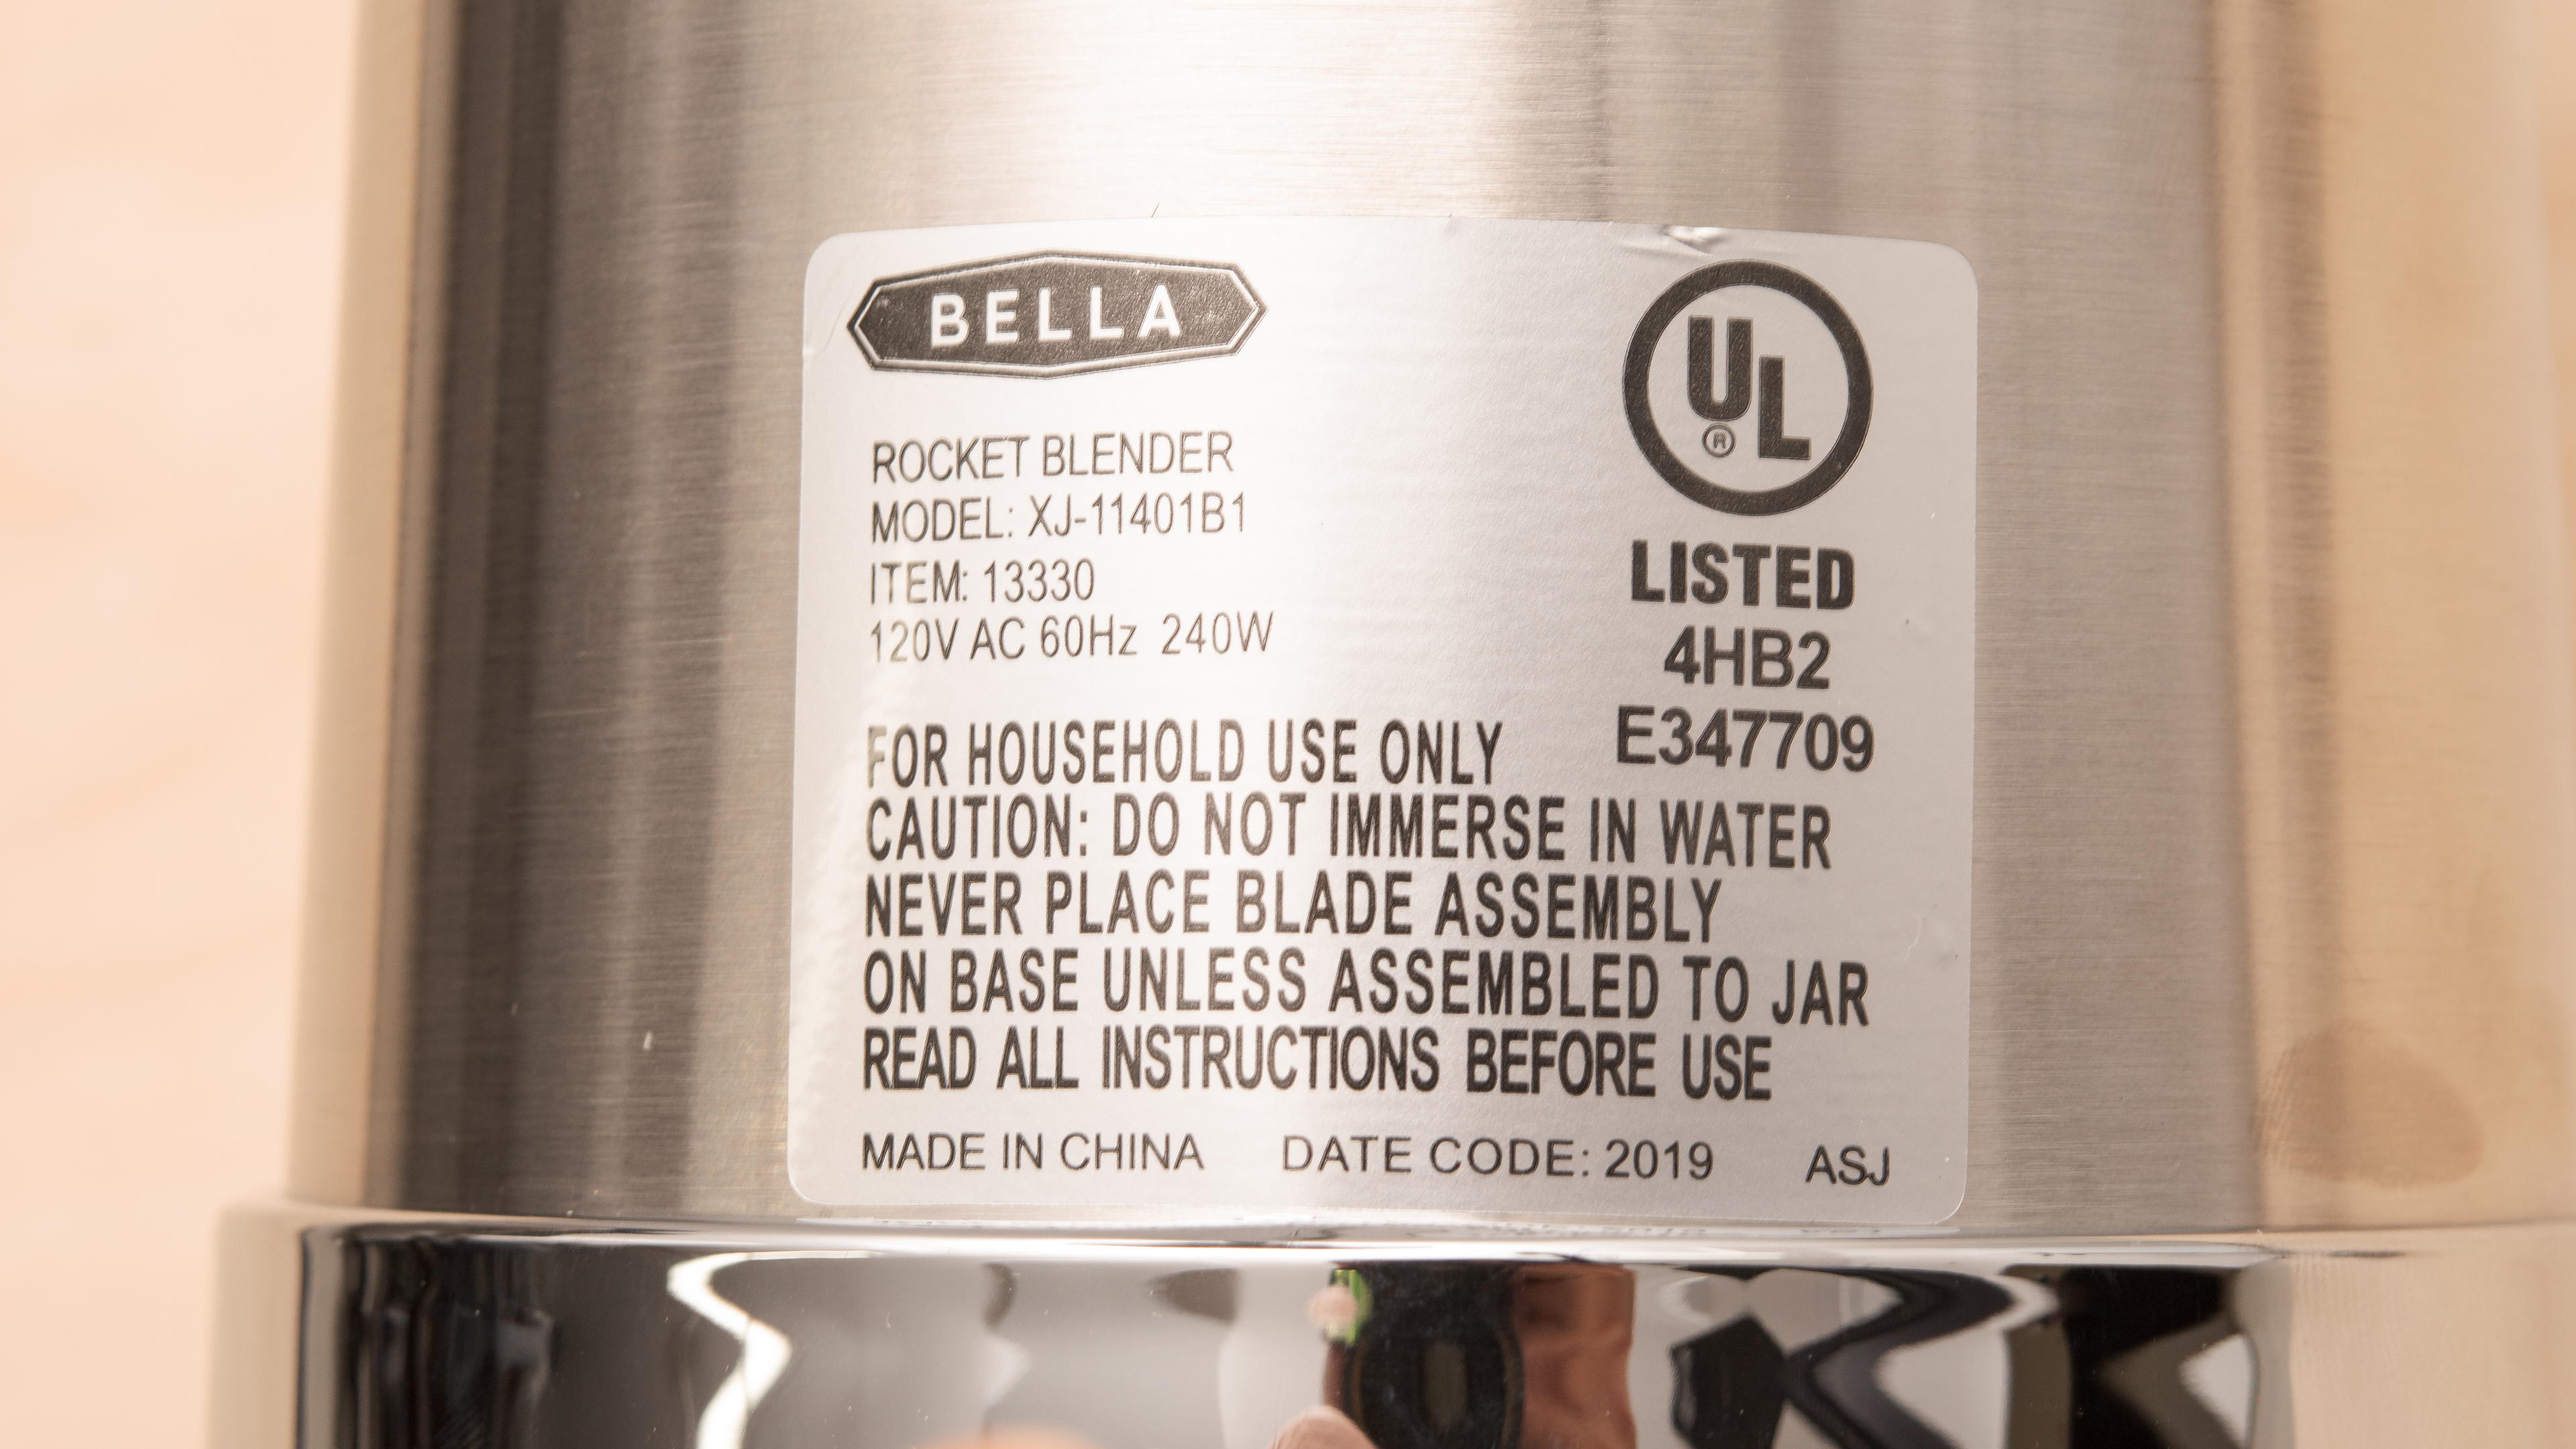 BELLA
ROCKET BLENDER
MODEL: XJ-11401B1
ITEM: 13330
120V AC 60Hz 240W
UL
®
LISTED
4HB2
E347709
FOR HOUSEHOLD USE ONLY
CAUTION: DO NOT IMMERSE IN WATER
NEVER PLACE BLADE ASSEMBLY
ON BASE UNLESS ASSEMBLED TO JAR
READ ALL INSTRUCTIONS BEFORE USE
MADE IN CHINA DATE CODE: 2019 ASJ